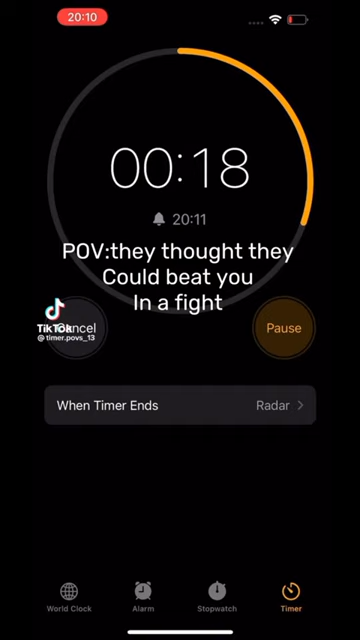 20:10
00:18
20:11
POV:they thought they
Could beat you
In a fight
TikTok
@timer.povs_13
Pause
When Timer Ends
Radar
World Clock
Alarm
Stopwatch
Timer